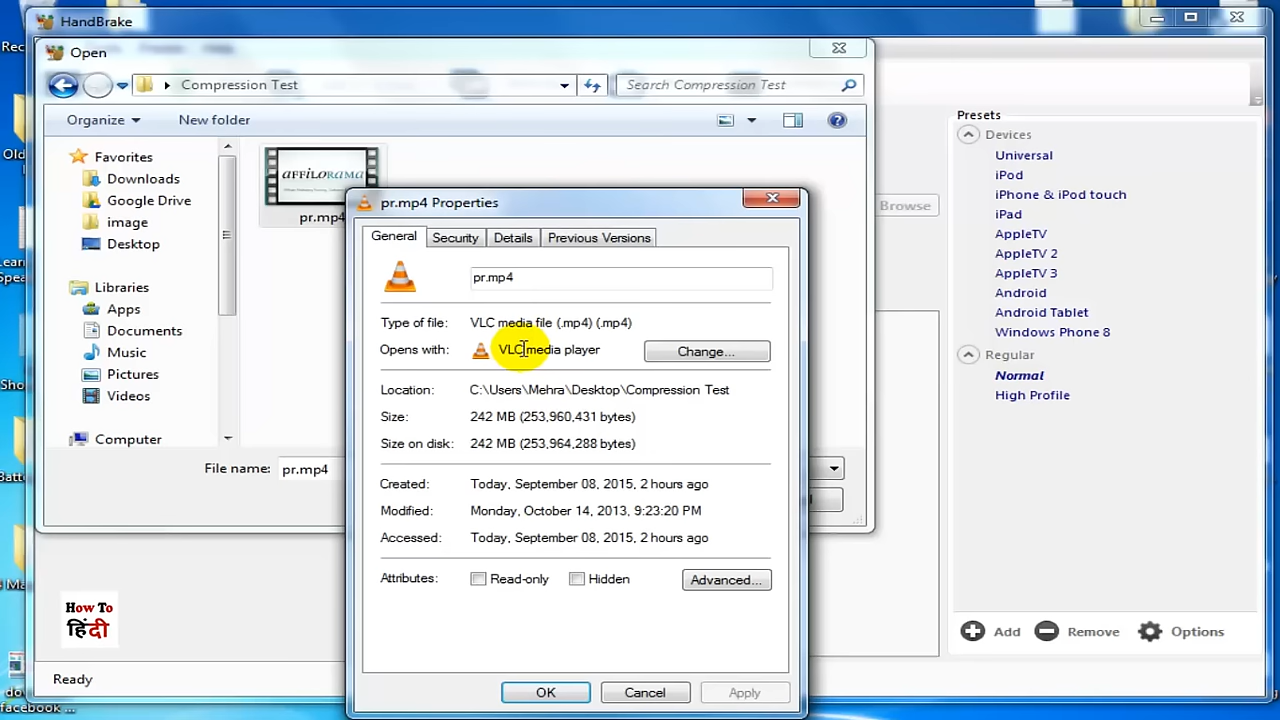 HandBrake
Open
Compression Test
Search Compression Test
Organize
New folder
Favorites
Downloads
Google Drive
image
Desktop
Libraries
Apps
Documents
Music
Pictures
Videos
Computer
AFFILORAMA
pr.mp4
File name: pr.mp4
pr.mp4 Properties
General
Security
Details
Previous Versions
pr.mp4
Type of file: VLC media file (.mp4) (.mp4)
Opens with: VLC media player
Change...
Location: C:\Users\Mehra\Desktop\Compression Test
Size: 242 MB (253,960,431 bytes)
Size on disk: 242 MB (253,964,288 bytes)
Created: Today, September 08, 2015, 2 hours ago
Modified: Monday, October 14, 2013, 9:23:20 PM
Accessed: Today, September 08, 2015, 2 hours ago
Attributes: Read-only Hidden
Advanced...
OK
Cancel
Apply
Browse
Presets
Devices
Universal
iPod
iPhone & iPod touch
iPad
AppleTV
AppleTV 2
AppleTV 3
Android
Android Tablet
Windows Phone 8
Regular
Normal
High Profile
Add
Remove
Options
How To
हिंदी
Ready
facebook ...